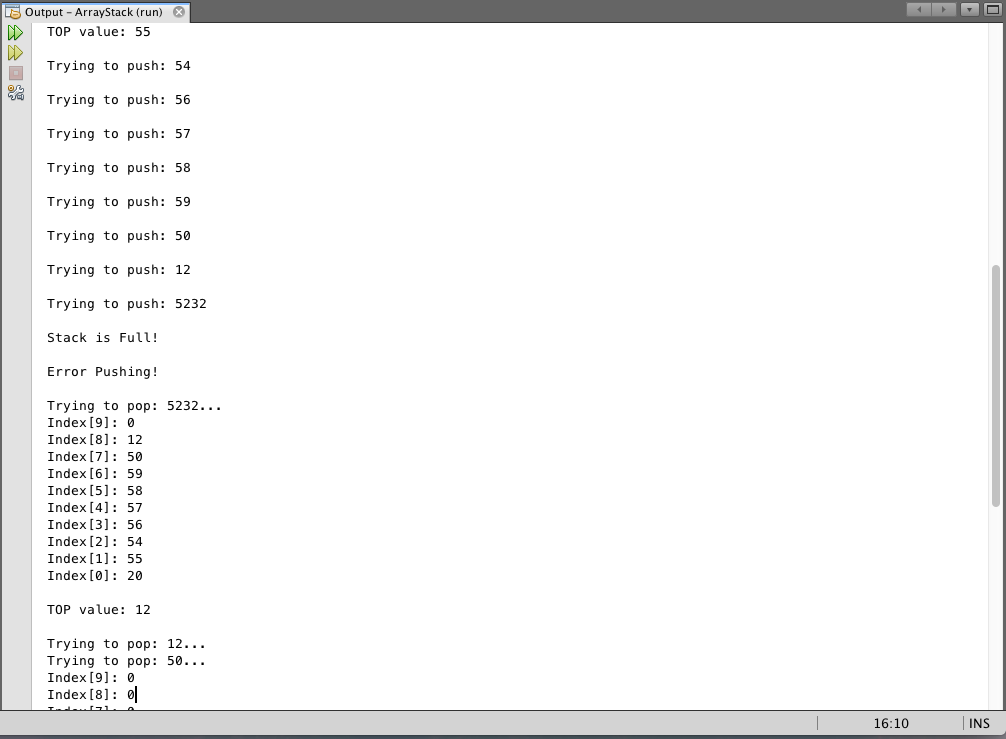 Output – ArrayStack (run)
TOP value: 55
Trying to push: 54
Trying to push: 56
Trying to push: 57
Trying to push: 58
Trying to push: 59
Trying to push: 50
Trying to push: 12
Trying to push: 5232
Stack is Full!
Error Pushing!
Trying to pop: 5232...
Index[9]: 0
Index[8]: 12
Index[7]: 50
Index[6]: 59
Index[5]: 58
Index[4]: 57
Index[3]: 56
Index[2]: 54
Index[1]: 55
Index[0]: 20
TOP value: 12
Trying to pop: 12...
Trying to pop: 50...
Index[9]: 0
Index[8]: 0
Index[7]: 0
16:10 INS